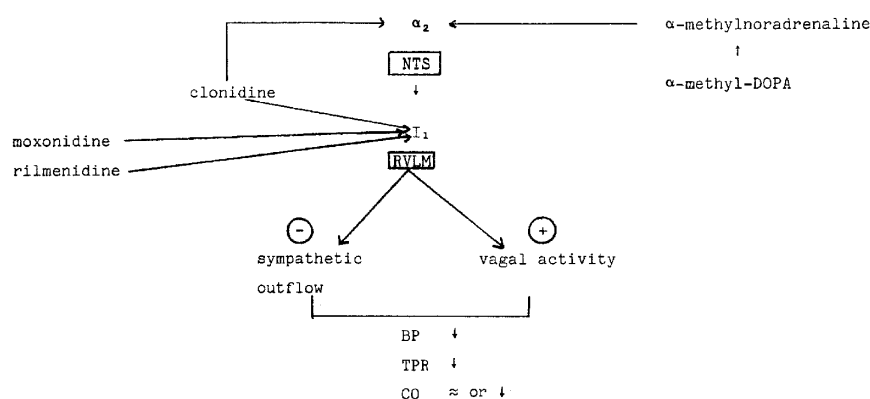 α₂
α-methylnoradrenaline
↑
NTS
α-methyl-DOPA
↓
clonidine
I₁
moxonidine
RVLM
rilmenidine
−
+
sympathetic
outflow
vagal activity
BP ↓
TPR ↓
CO ≈ or ↓